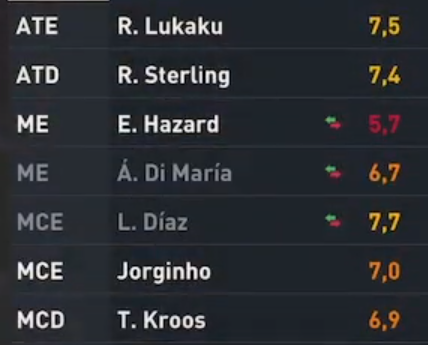 ATE R. Lukaku 7,5
ATD R. Sterling 7,4
ME E. Hazard 5,7
ME Á. Di María 6,7
MCE L. Díaz 7,7
MCE Jorginho 7,0
MCD T. Kroos 6,9